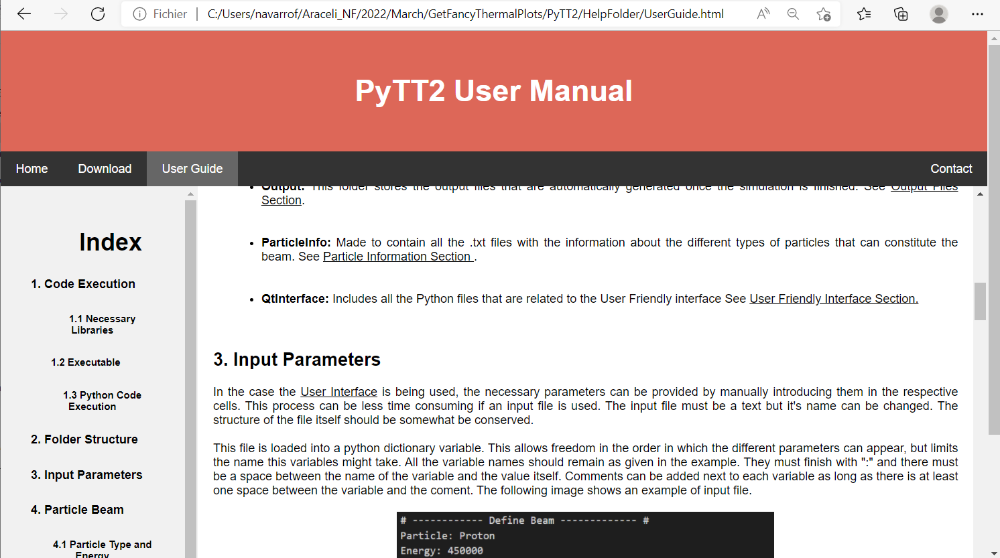 Fichier | C:/Users/navarrof/Araceli_NF/2022/March/GetFancyThermalPlots/PyTT2/HelpFolder/UserGuide.html
PyTT2 User Manual
Home Download User Guide Contact
Index
1. Code Execution
1.1 Necessary
Libraries
1.2 Executable
1.3 Python Code
Execution
2. Folder Structure
3. Input Parameters
4. Particle Beam
4.1 Particle Type and
Energy
• Output: This folder stores the output files that are automatically generated once the simulation is finished. See Output Files
Section.
• ParticleInfo: Made to contain all the .txt files with the information about the different types of particles that can constitute the
beam. See Particle Information Section .
• QtInterface: Includes all the Python files that are related to the User Friendly interface See User Friendly Interface Section.
3. Input Parameters
In the case the User Interface is being used, the necessary parameters can be provided by manually introducing them in the respective
cells. This process can be less time consuming if an input file is used. The input file must be a text but it's name can be changed. The
structure of the file itself should be somewhat be conserved.
This file is loaded into a python dictionary variable. This allows freedom in the order in which the different parameters can appear, but limits
the name this variables might take. All the variable names should remain as given in the example. They must finish with ":" and there must
be a space between the name of the variable and the value itself. Comments can be added next to each variable as long as there is at least
one space between the variable and the coment. The following image shows an example of input file.
# ------------ Define Beam ------------- #
Particle: Proton
Energy: 450000